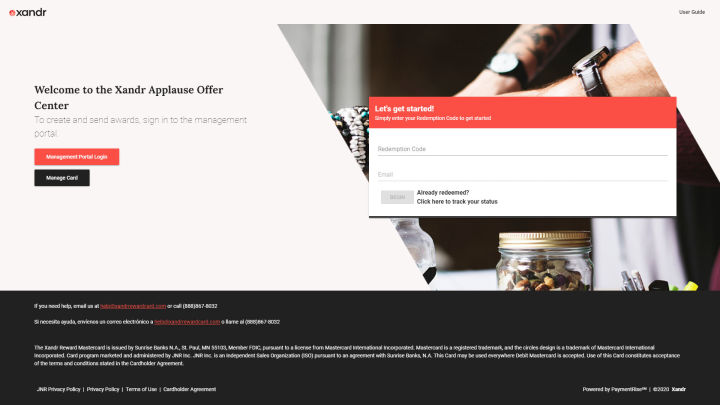 xandr
User Guide
Welcome to the Xandr Applause Offer
Center
To create and send awards, sign in to the management
portal.
Management Portal Login
Manage Card
Let's get started!
Simply enter your Redemption Code to get started
Redemption Code
Email
BEGIN
Already redeemed?
Click here to track your status
If you need help, email us at help@xandrrewardcard.com or call (888)867-8032
Si necesita ayuda, envíenos un correo electrónico a help@xandrrewardcard.com o llame al (888)867-8032
The Xandr Reward Mastercard is issued by Sunrise Banks N.A., St. Paul, MN 55103, Member FDIC, pursuant to a license from Mastercard International Incorporated. Mastercard is a registered trademark, and the circles design is a trademark of Mastercard International
Incorporated. Card program marketed and administered by JNR Inc. JNR Inc. is an Independent Sales Organization (ISO) pursuant to an agreement with Sunrise Banks, N.A. This Card may be used everywhere Debit Mastercard is accepted. Use of this Card constitutes acceptance
of the terms and conditions stated in the Cardholder Agreement.
JNR Privacy Policy | Privacy Policy | Terms of Use | Cardholder Agreement
Powered by PaymentRise℠ | ©2020 Xandr